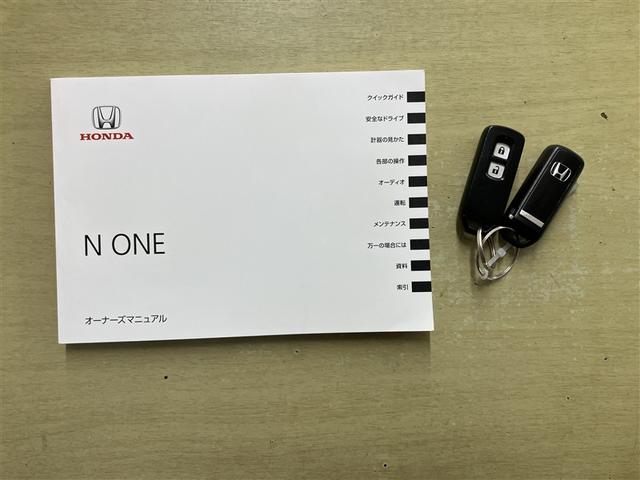 HONDA
N ONE
オーナーズマニュアル
クイックガイド
安全なドライブ
計器の見かた
各部の操作
オーディオ
運転
メンテナンス
万一の場合には
資料
索引